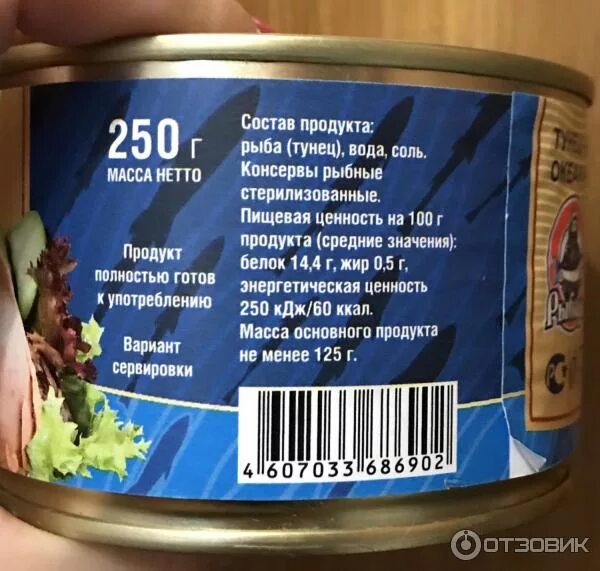 250 г
МАССА НЕТТО
Продукт
полностью готов
к употреблению
Вариант
сервировки
Состав продукта:
рыба (тунец), вода, соль.
Консервы рыбные
стерилизованные.
Пищевая ценность на 100 г
продукта (средние значения):
белок 14,4 г, жир 0,5 г,
энергетическая ценность
250 кДж/60 ккал.
Масса основного продукта
не менее 125 г.
4 607033 686902
ОТЗОВИК